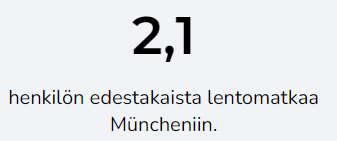 2,1
henkilön edestakaista lentomatkaa
Müncheniin.